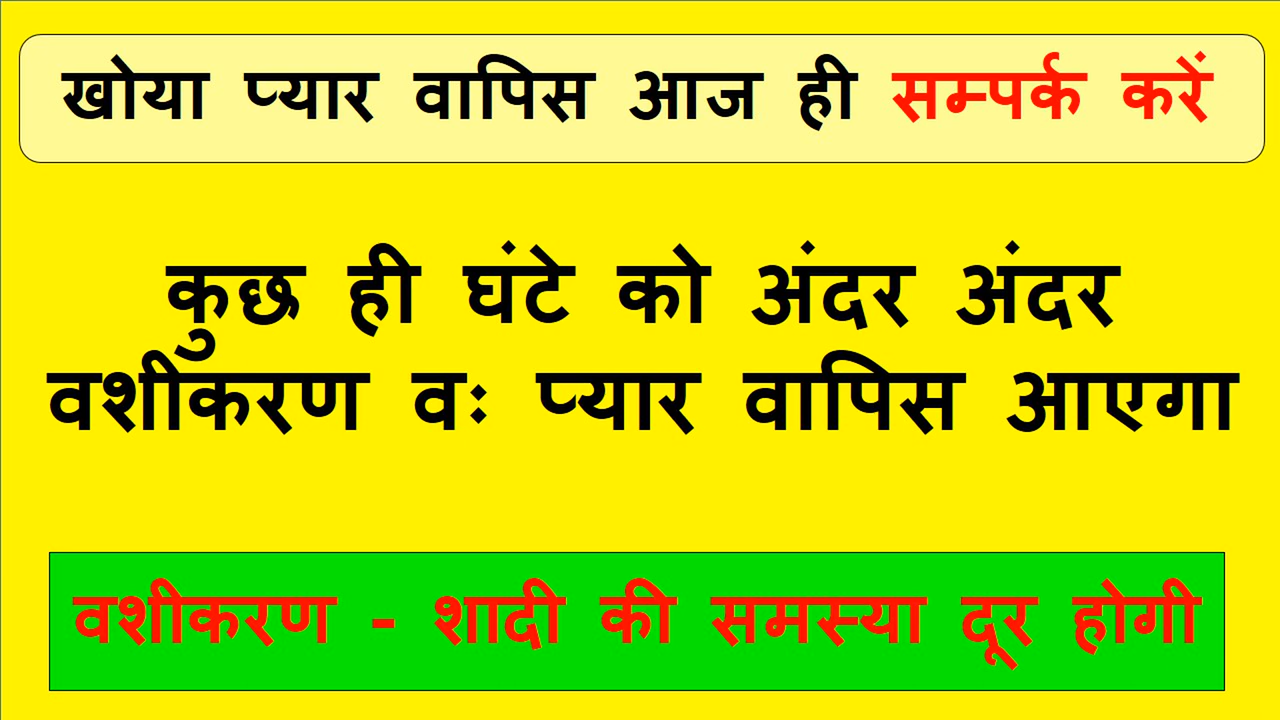 खोया प्यार वापिस आज ही सम्पर्क करें
कुछ ही घंटे को अंदर अंदर
वशीकरण वः प्यार वापिस आएगा
वशीकरण - शादी की समस्या दूर होगी